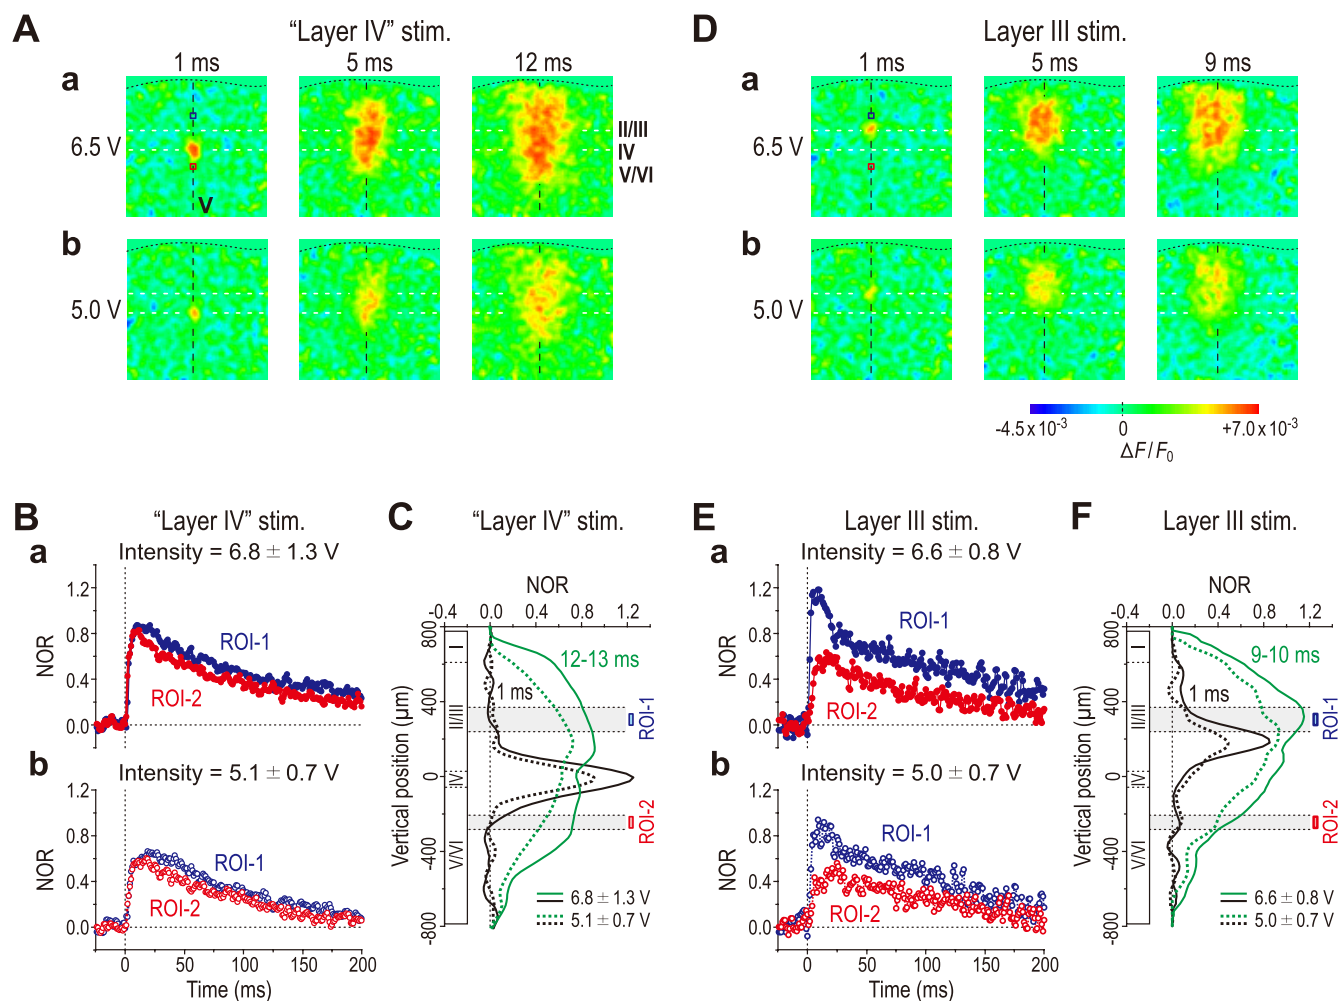 A
"Layer IV" stim.
1 ms
5 ms
12 ms
a
6.5 V
V
II/III
IV
V/VI
b
5.0 V
D
Layer III stim.
1 ms
5 ms
9 ms
a
6.5 V
b
5.0 V
-4.5 x 10-3
0
+7.0 x 10-3
ΔF / F0
B
"Layer IV" stim.
a
Intensity = 6.8 ± 1.3 V
NOR
1.2
0.8
0.4
0.0
ROI-1
ROI-2
b
Intensity = 5.1 ± 0.7 V
NOR
1.2
0.8
0.4
0.0
ROI-1
ROI-2
0
50
100
150
200
Time (ms)
C
"Layer IV" stim.
NOR
-0.4
0.0
0.4
0.8
1.2
Vertical position (µm)
800
400
0
400
-800
I
II/III
IV
V/VI
12-13 ms
1 ms
ROI-1
ROI-2
6.8 ± 1.3 V
5.1 ± 0.7 V
E
Layer III stim.
a
Intensity = 6.6 ± 0.8 V
NOR
1.2
0.8
0.4
0.0
ROI-1
ROI-2
b
Intensity = 5.0 ± 0.7 V
NOR
1.2
0.8
0.4
0.0
ROI-1
ROI-2
0
50
100
150
200
Time (ms)
F
Layer III stim.
NOR
-0.4
0.0
0.4
0.8
1.2
Vertical position (µm)
800
400
0
400
-800
I
II/III
IV
V/VI
9-10 ms
1 ms
ROI-1
ROI-2
6.6 ± 0.8 V
5.0 ± 0.7 V